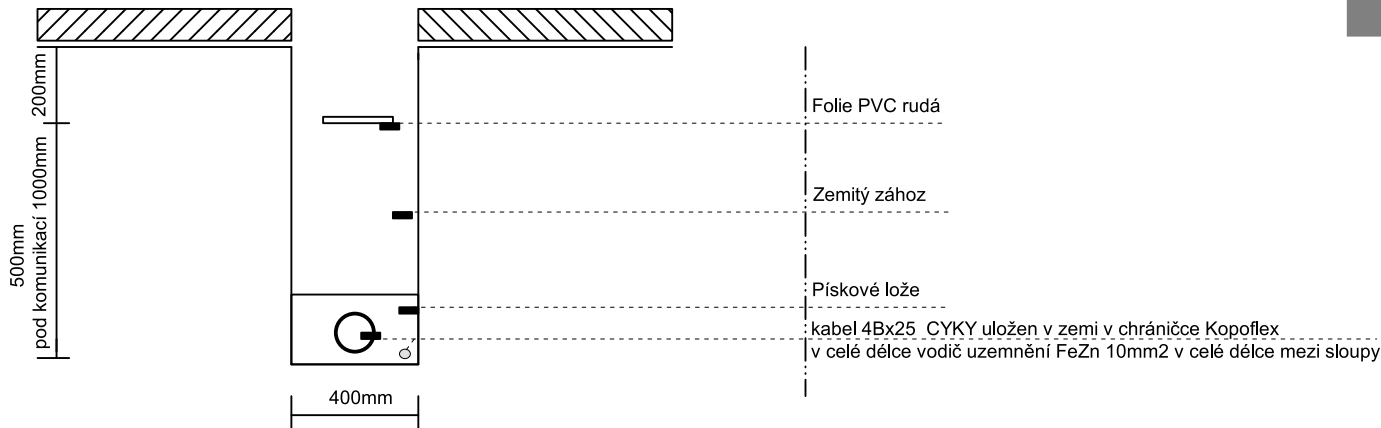 200mm
500mm
pod komunikací 1000mm
400mm
Folie PVC rudá
Zemitý zához
Pískové lože
kabel 4Bx25 CYKY uložen v zemi v chráničce Kopoflex
v celé délce vodič uzemnění FeZn 10mm2 v celé délce mezi sloupy